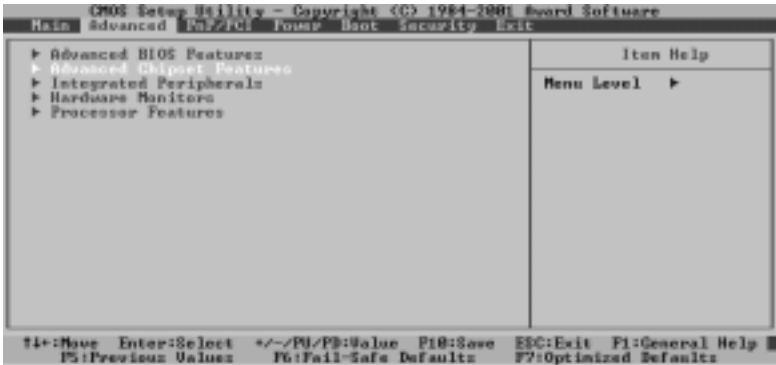 CMOS Setup Utility - Copyright (C) 1984-2001 Award Software
Main Advanced PnP/PCI Power Boot Security Exit
▶ Advanced BIOS Features
▶ Advanced Chipset Features
▶ Integrated Peripherals
▶ Hardware Monitors
▶ Processor Features
Item Help
Menu Level ▶
↑↓←:Move Enter:Select +/-/PU/PD:Value F10:Save ESC:Exit F1:General Help
F5:Previous Values F6:Fail-Safe Defaults F7:Optimized Defaults